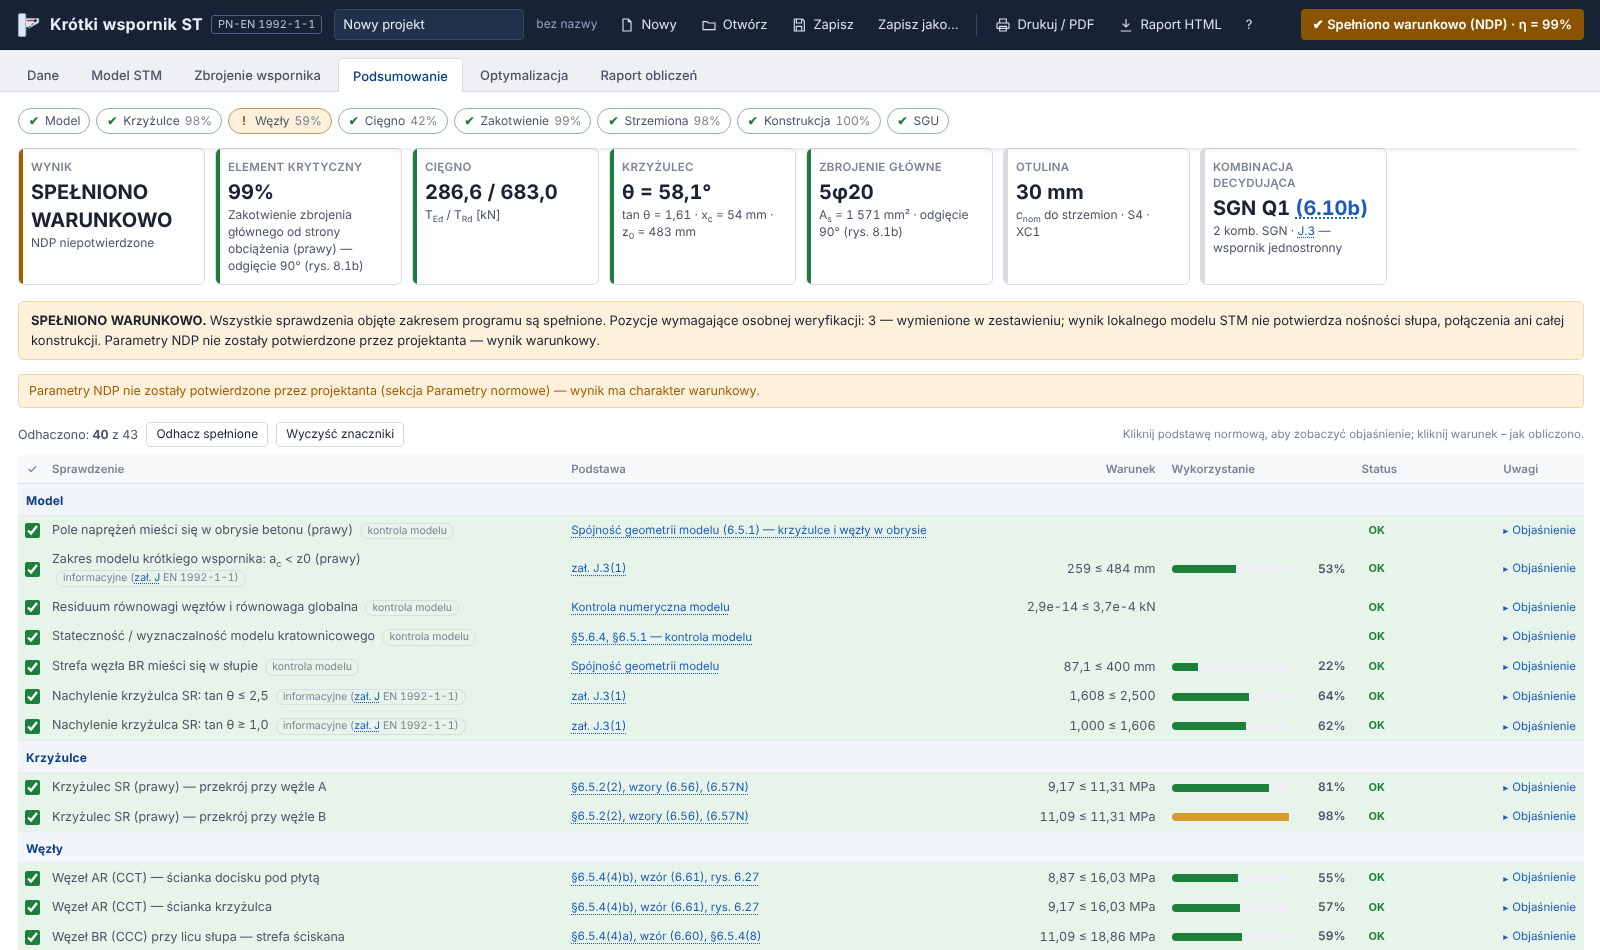 Krótki wspornik ST PN-EN 1992-1-1 Nowy projekt bez nazwy Nowy Otwórz Zapisz Zapisz jako... Drukuj / PDF Raport HTML ? ✔ Spełniono warunkowo (NDP) · η = 99%
Dane Model STM Zbrojenie wspornika Podsumowanie Optymalizacja Raport obliczeń
✔ Model ✔ Krzyżulce 98% ! Węzły 59% ✔ Cięgno 42% ✔ Zakotwienie 99% ✔ Strzemiona 98% ✔ Konstrukcja 100% ✔ SGU
WYNIK
SPEŁNIONO
WARUNKOWO
NDP niepotwierdzone
ELEMENT KRYTYCZNY
99%
Zakotwienie zbrojenia
głównego od strony
obciążenia (prawy) —
odgięcie 90° (rys. 8.1b)
CIĘGNO
286,6 / 683,0
TEd / TRd [kN]
KRZYŻULEC
θ = 58,1°
tan θ = 1,61 · xc = 54 mm ·
z0 = 483 mm
ZBROJENIE GŁÓWNE
5φ20
As = 1 571 mm² · odgięcie
90° (rys. 8.1b)
OTULINA
30 mm
cnom do strzemion · S4 ·
XC1
KOMBINACJA
DECYDUJĄCA
SGN Q1 (6.10b)
2 komb. SGN · J.3 —
wspornik jednostronny
SPEŁNIONO WARUNKOWO. Wszystkie sprawdzenia objęte zakresem programu są spełnione. Pozycje wymagające osobnej weryfikacji: 3 — wymienione w zestawieniu; wynik lokalnego modelu STM nie potwierdza nośności słupa, połączenia ani całej
konstrukcji. Parametry NDP nie zostały potwierdzone przez projektanta — wynik warunkowy.
Parametry NDP nie zostały potwierdzone przez projektanta (sekcja Parametry normowe) — wynik ma charakter warunkowy.
Odhaczono: 40 z 43 Odhacz spełnione Wyczyść znaczniki Kliknij podstawę normową, aby zobaczyć objaśnienie; kliknij warunek – jak obliczono.
✓ Sprawdzenie Podstawa Warunek Wykorzystanie Status Uwagi
Model
Pole naprężeń mieści się w obrysie betonu (prawy) kontrola modelu Spójność geometrii modelu (6.5.1) — krzyżulce i węzły w obrysie OK ▸ Objaśnienie
Zakres modelu krótkiego wspornika: ac < z0 (prawy)
informacyjne (zał. J EN 1992-1-1) zał. J.3(1) 259 ≤ 484 mm 53% OK ▸ Objaśnienie
Residuum równowagi węzłów i równowaga globalna kontrola modelu Kontrola numeryczna modelu 2,9e-14 ≤ 3,7e-4 kN OK ▸ Objaśnienie
Stateczność / wyznaczalność modelu kratownicowego kontrola modelu §5.6.4, §6.5.1 — kontrola modelu OK ▸ Objaśnienie
Strefa węzła BR mieści się w słupie kontrola modelu Spójność geometrii modelu 87,1 ≤ 400 mm 22% OK ▸ Objaśnienie
Nachylenie krzyżulca SR: tan θ ≤ 2,5 informacyjne (zał. J EN 1992-1-1) zał. J.3(1) 1,608 ≤ 2,500 64% OK ▸ Objaśnienie
Nachylenie krzyżulca SR: tan θ ≥ 1,0 informacyjne (zał. J EN 1992-1-1) zał. J.3(1) 1,000 ≤ 1,606 62% OK ▸ Objaśnienie
Krzyżulce
Krzyżulec SR (prawy) — przekrój przy węźle A §6.5.2(2), wzory (6.56), (6.57N) 9,17 ≤ 11,31 MPa 81% OK ▸ Objaśnienie
Krzyżulec SR (prawy) — przekrój przy węźle B §6.5.2(2), wzory (6.56), (6.57N) 11,09 ≤ 11,31 MPa 98% OK ▸ Objaśnienie
Węzły
Węzeł AR (CCT) — ścianka docisku pod płytą §6.5.4(4)b), wzór (6.61), rys. 6.27 8,87 ≤ 16,03 MPa 55% OK ▸ Objaśnienie
Węzeł AR (CCT) — ścianka krzyżulca §6.5.4(4)b), wzór (6.61), rys. 6.27 9,17 ≤ 16,03 MPa 57% OK ▸ Objaśnienie
Węzeł BR (CCC) przy licu słupa — strefa ściskana §6.5.4(4)a), wzór (6.60), §6.5.4(8) 11,09 ≤ 18,86 MPa 59% OK ▸ Objaśnienie